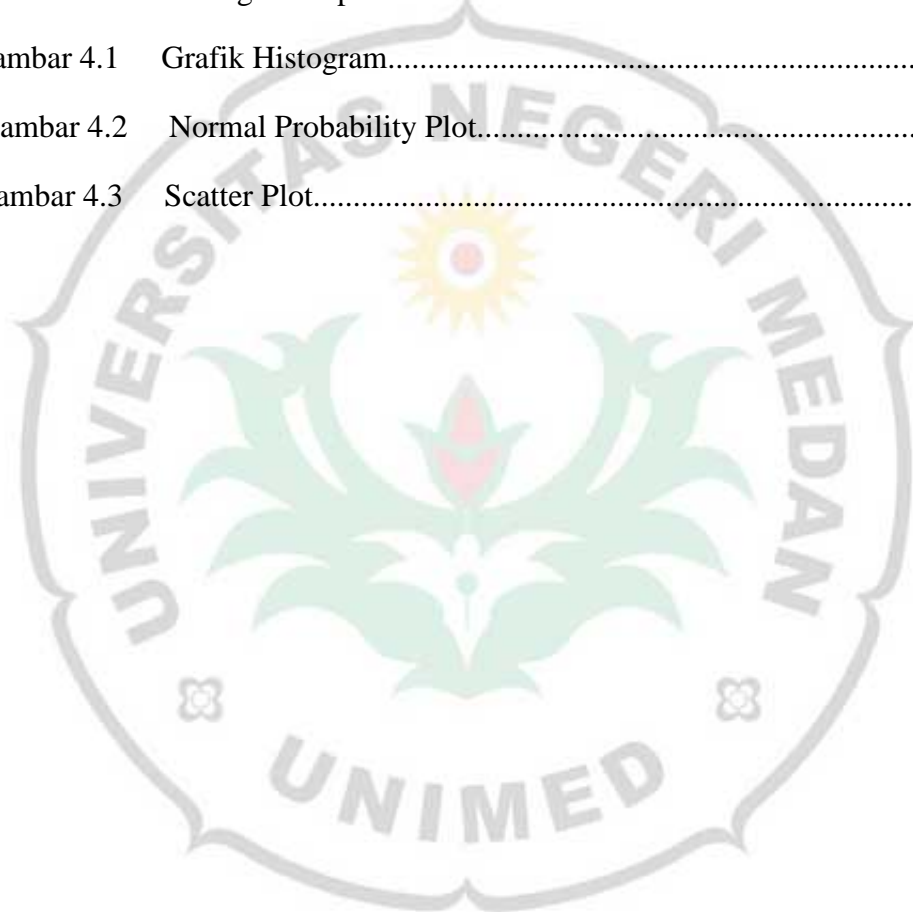 ambar 4.1 Grafik Histogram
ambar 4.2 Normal Probability Plot
ambar 4.3 Scatter Plot
UNIVERSITAS NEGERI MEDAN
UNIMED